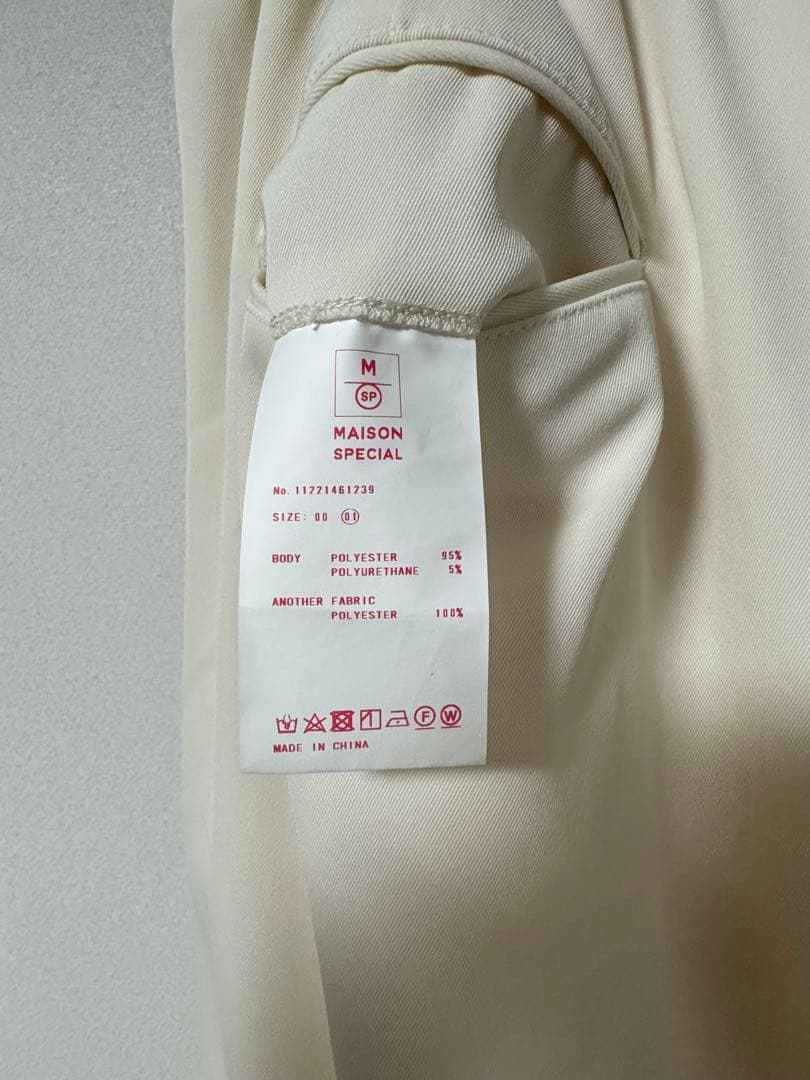 M
SP
MAISON
SPECIAL
No. 11221461239
SIZE: 00 01
BODY POLYESTER 95%
POLYURETHANE 5%
ANOTHER FABRIC
POLYESTER 100%
F W
MADE IN CHINA